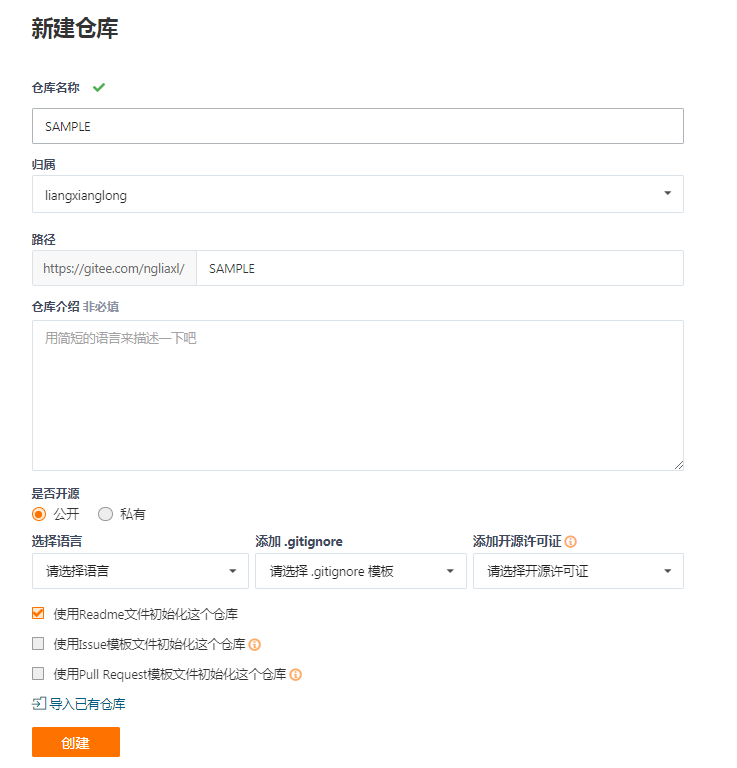 新建仓库
仓库名称
SAMPLE
归属
liangxianglong
路径
https://gitee.com/ngliaxl/ SAMPLE
仓库介绍 非必填
用简短的语言来描述一下吧
是否开源
公开 私有
选择语言 添加 .gitignore 添加开源许可证
请选择语言 请选择 .gitignore 模板 请选择开源许可证
使用Readme文件初始化这个仓库
使用Issue模板文件初始化这个仓库
使用Pull Request模板文件初始化这个仓库
导入已有仓库
创建